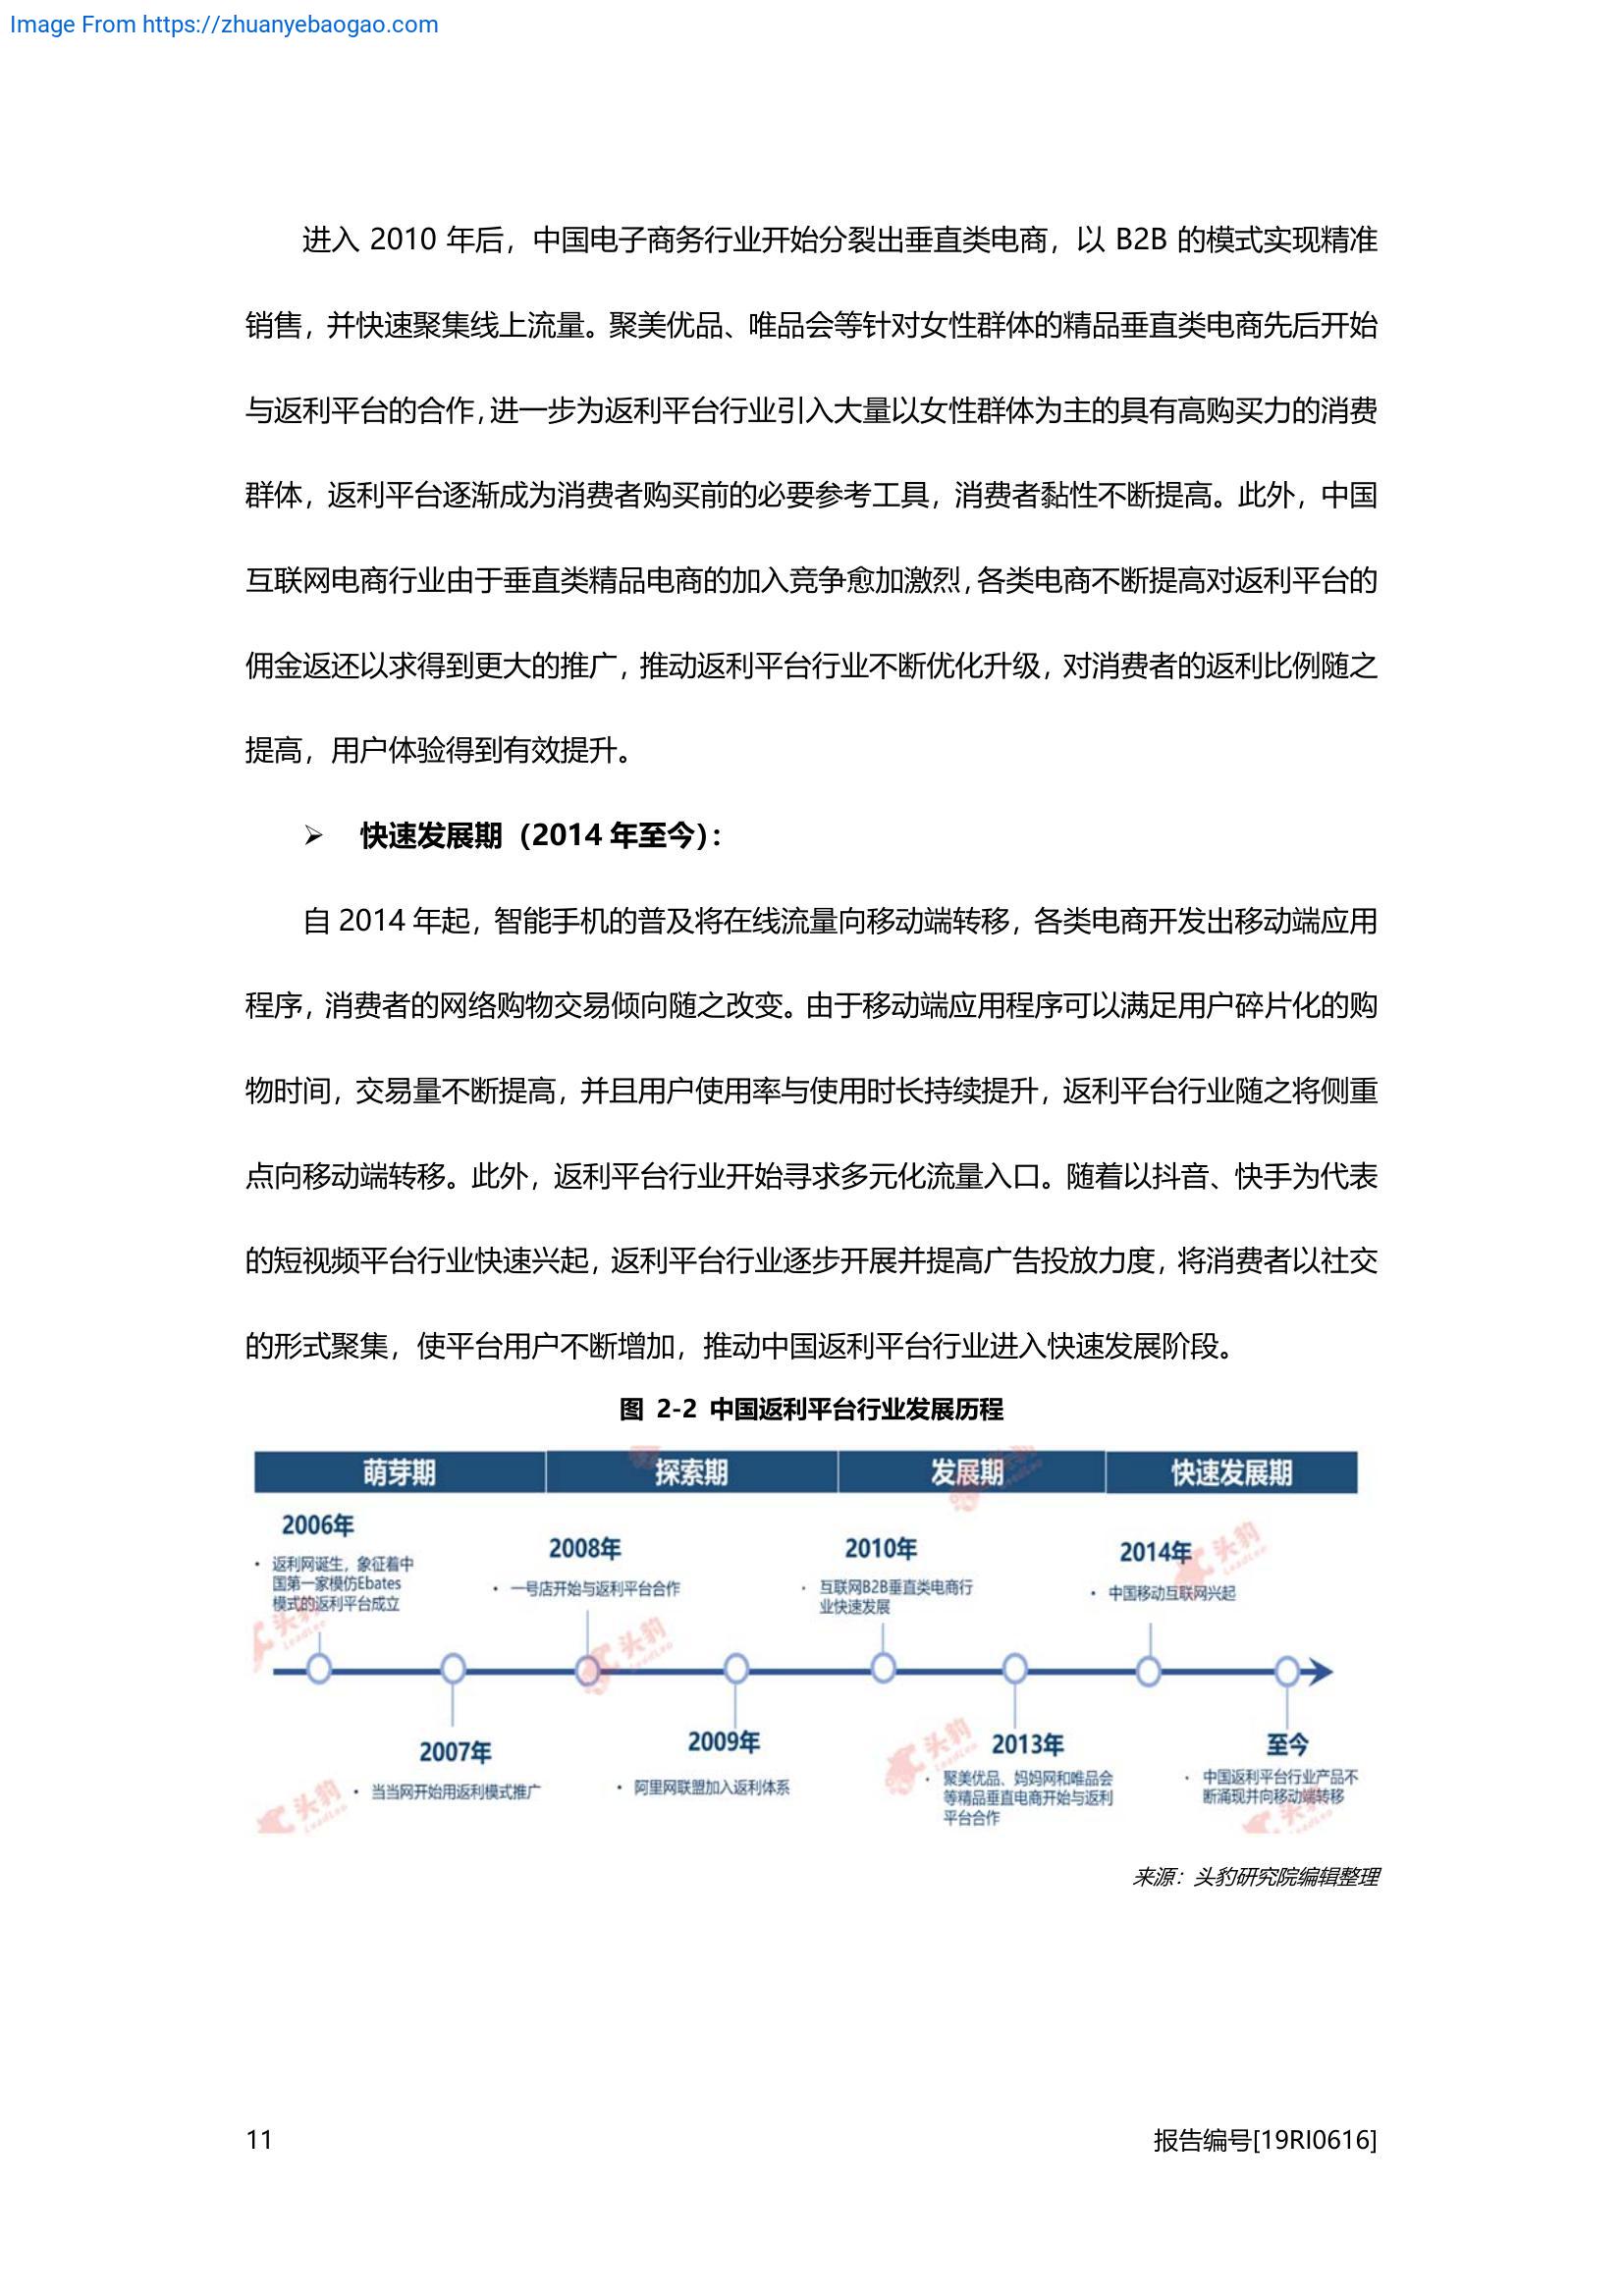 Image From https://zhuanyebaogao.com
进入 2010 年后，中国电子商务行业开始分裂出垂直类电商，以 B2B 的模式实现精准
销售，并快速聚集线上流量。聚美优品、唯品会等针对女性群体的精品垂直类电商先后开始
与返利平台的合作，进一步为返利平台行业引入大量以女性群体为主的具有高购买力的消费
群体，返利平台逐渐成为消费者购买前的必要参考工具，消费者黏性不断提高。此外，中国
互联网电商行业由于垂直类精品电商的加入竞争愈加激烈，各类电商不断提高对返利平台的
佣金返还以求得到更大的推广，推动返利平台行业不断优化升级，对消费者的返利比例随之
提高，用户体验得到有效提升。
➢ 快速发展期（2014 年至今）：
自 2014 年起，智能手机的普及将在线流量向移动端转移，各类电商开发出移动端应用
程序，消费者的网络购物交易倾向随之改变。由于移动端应用程序可以满足用户碎片化的购
物时间，交易量不断提高，并且用户使用率与使用时长持续提升，返利平台行业随之将侧重
点向移动端转移。此外，返利平台行业开始寻求多元化流量入口。随着以抖音、快手为代表
的短视频平台行业快速兴起，返利平台行业逐步开展并提高广告投放力度，将消费者以社交
的形式聚集，使平台用户不断增加，推动中国返利平台行业进入快速发展阶段。
图 2-2 中国返利平台行业发展历程
萌芽期 探索期 发展期 快速发展期
2006年
• 返利网诞生，象征着中
国第一家模仿Ebates
模式的返利平台成立
2008年
• 一号店开始与返利平台合作
2010年
• 互联网B2B垂直类电商行
业快速发展
2014年
• 中国移动互联网兴起
2007年
• 当当网开始用返利模式推广
2009年
• 阿里网联盟加入返利体系
2013年
• 聚美优品、妈妈网和唯品会
等精品垂直电商开始与返利
平台合作
至今
• 中国返利平台行业产品不
断涌现并向移动端转移
头豹
LeadLeo
头豹
LeadLeo
头豹
LeadLeo
头豹
LeadLeo
头豹
LeadLeo
头豹
LeadLeo
来源：头豹研究院编辑整理
11
报告编号[19RI0616]